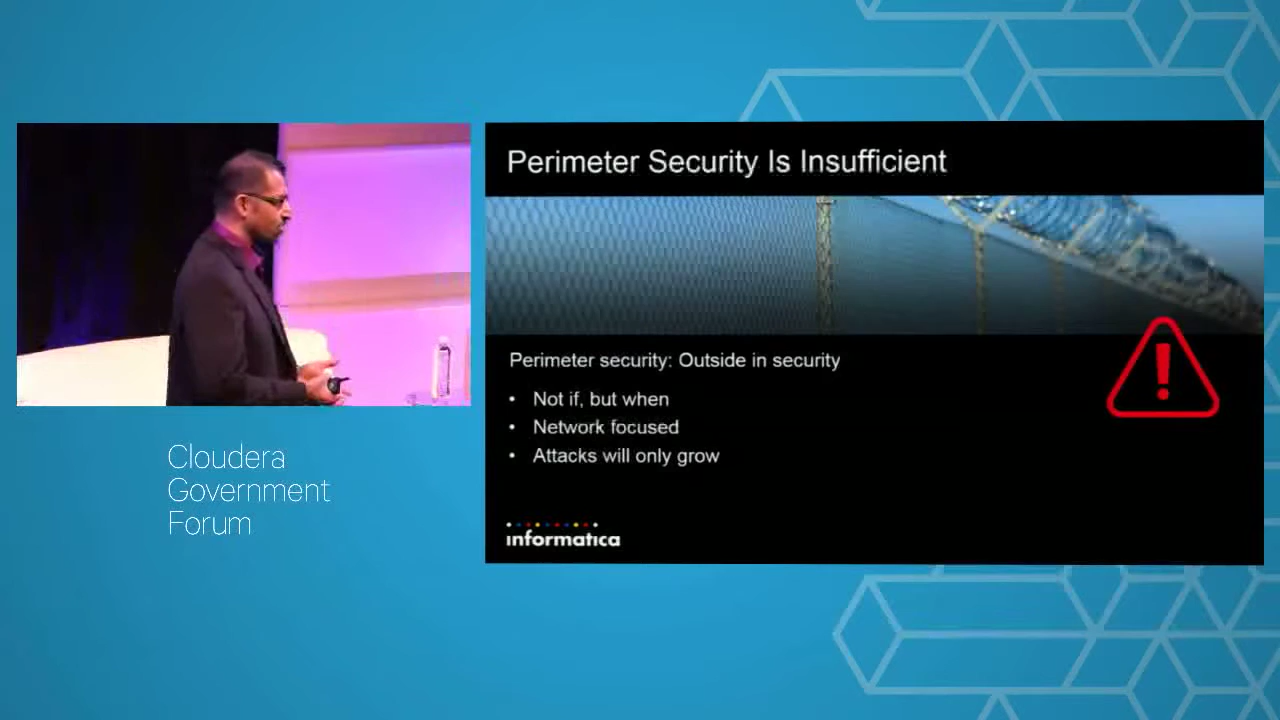 Perimeter Security Is Insufficient
Perimeter security: Outside in security
• Not if, but when
• Network focused
• Attacks will only grow
informatica
Cloudera
Government
Forum